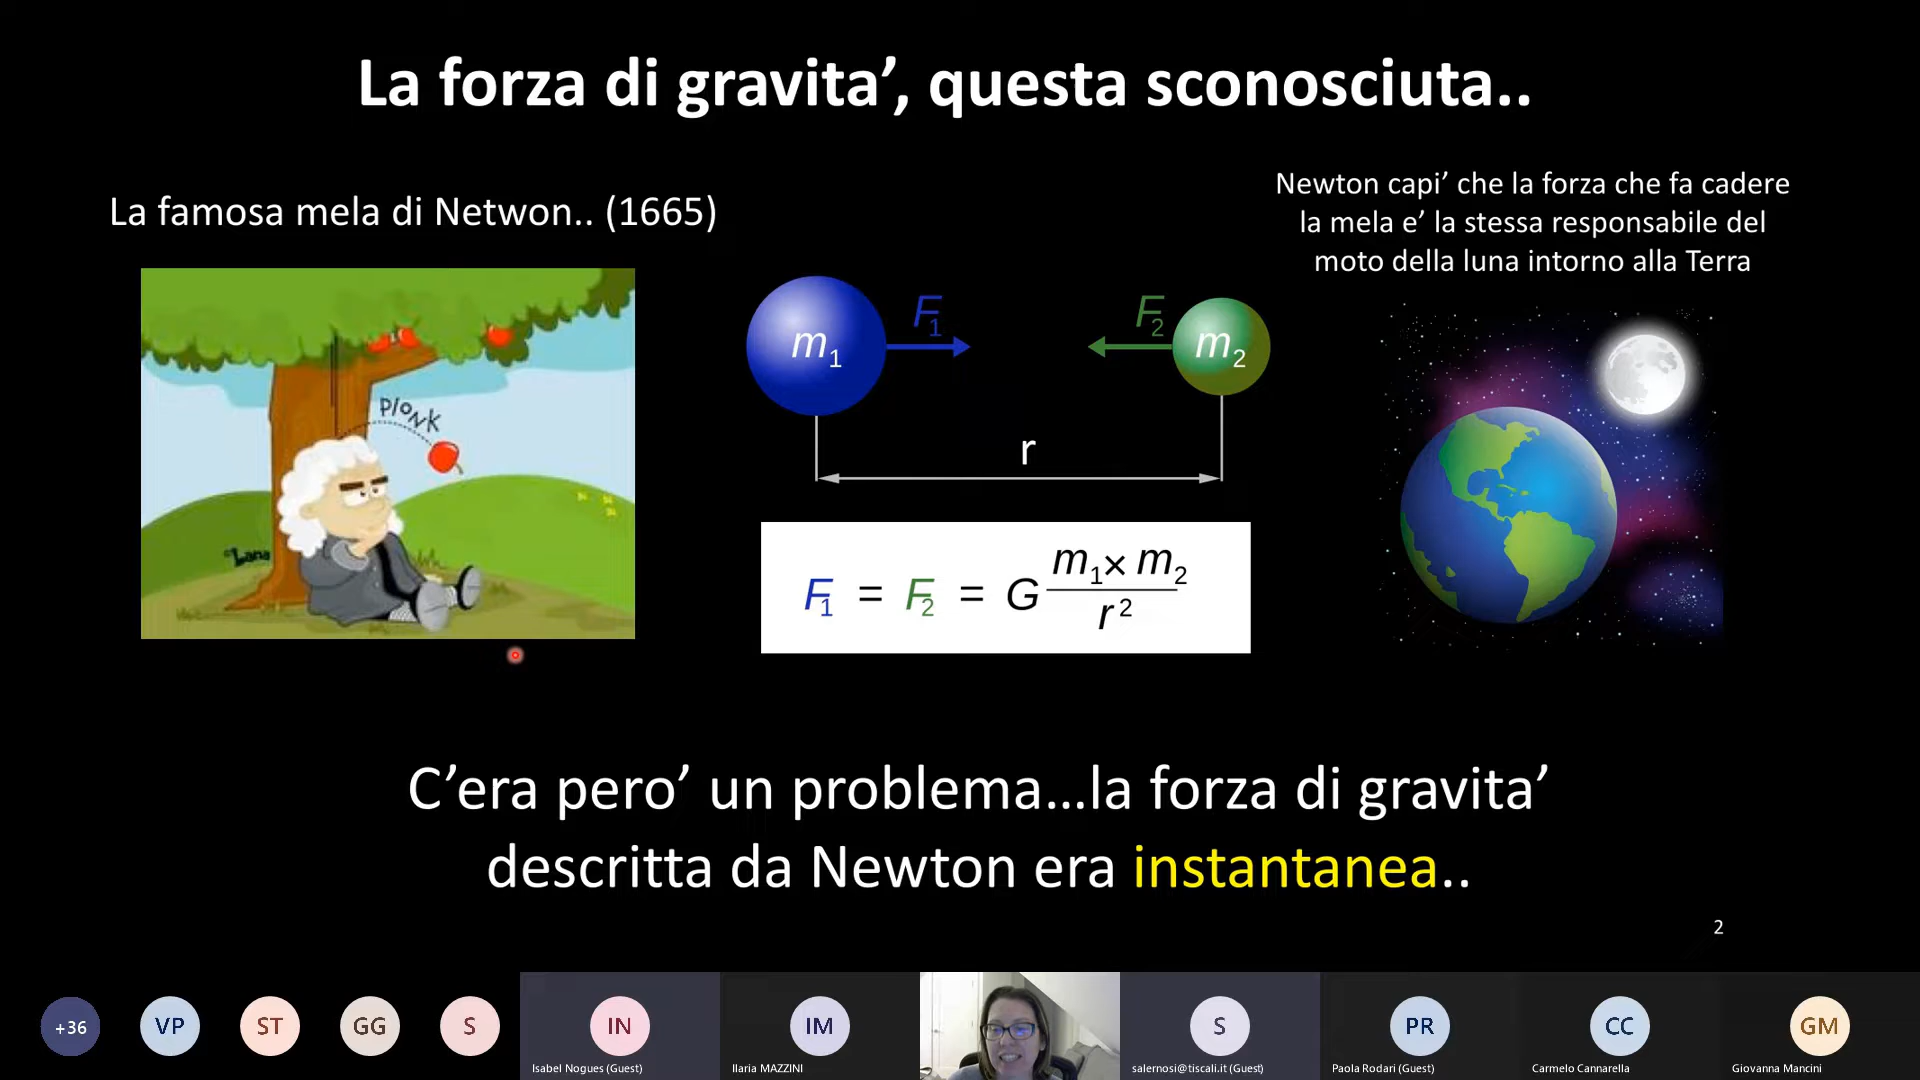 La forza di gravita’, questa sconosciuta..
La famosa mela di Netwon.. (1665)
Newton capi’ che la forza che fa cadere
la mela e’ la stessa responsabile del
moto della luna intorno alla Terra
PLONK
©Lana
m1
F1
F2
m2
r
F1 = F2 = G m1 × m2 / r²
C’era pero’ un problema...la forza di gravita’
descritta da Newton era instantanea..
2
+36
VP
ST
GG
S
IN
Isabel Nogues (Guest)
IM
Ilaria MAZZINI
S
salernosi@tiscali.it (Guest)
PR
Paola Rodari (Guest)
CC
Carmelo Cannarella
GM
Giovanna Mancini